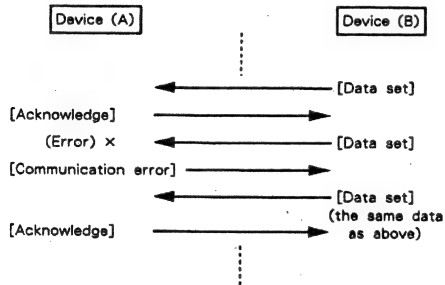 Device (A) Device (B)
[Data set]
[Acknowledge]
(Error) × [Data set]
[Communication error]
[Data set]
(the same data
[Acknowledge] as above)